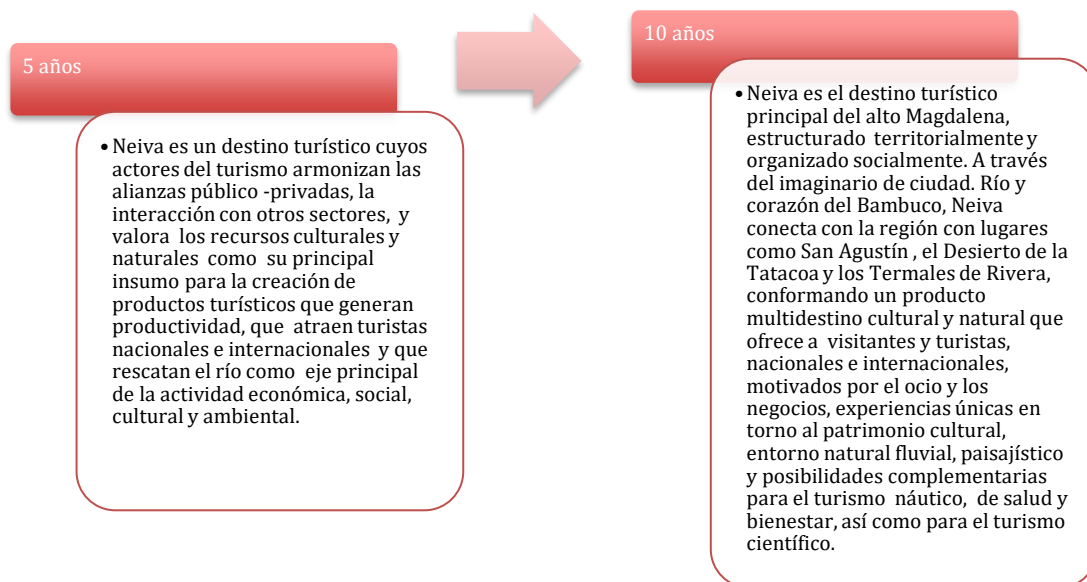 5 años
• Neiva es un destino turístico cuyos
actores del turismo armonizan las
alianzas público -privadas, la
interacción con otros sectores, y
valora los recursos culturales y
naturales como su principal
insumo para la creación de
productos turísticos que generan
productividad, que atraen turistas
nacionales e internacionales y que
rescatan el río como eje principal
de la actividad económica, social,
cultural y ambiental.
10 años
• Neiva es el destino turístico
principal del alto Magdalena,
estructurado territorialmente y
organizado socialmente. A través
del imaginario de ciudad. Río y
corazón del Bambuco, Neiva
conecta con la región con lugares
como San Agustín , el Desierto de la
Tatacoa y los Termales de Rivera,
conformando un producto
multidestino cultural y natural que
ofrece a visitantes y turistas,
nacionales e internacionales,
motivados por el ocio y los
negocios, experiencias únicas en
torno al patrimonio cultural,
entorno natural fluvial, paisajístico
y posibilidades complementarias
para el turismo náutico, de salud y
bienestar, así como para el turismo
científico.